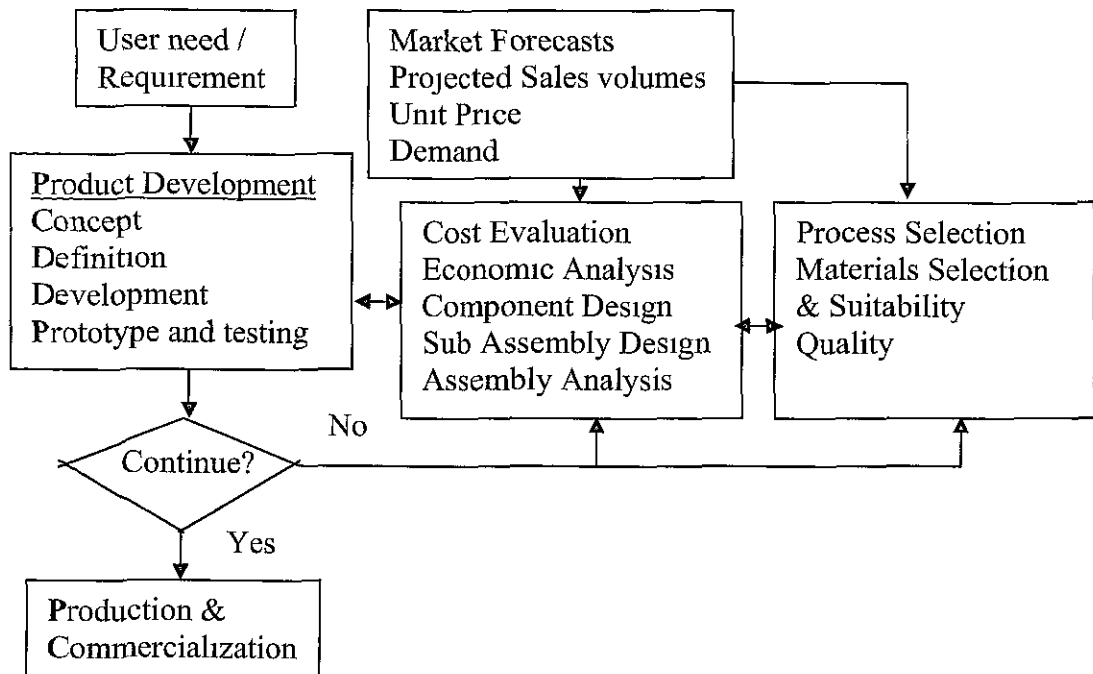 User need /
Requirement
Market Forecasts
Projected Sales volumes
Unit Price
Demand
Product Development
Concept
Definition
Development
Prototype and testing
Cost Evaluation
Economic Analysis
Component Design
Sub Assembly Design
Assembly Analysis
Process Selection
Materials Selection
& Suitability
Quality
No
Continue?
Yes
Production &
Commercialization